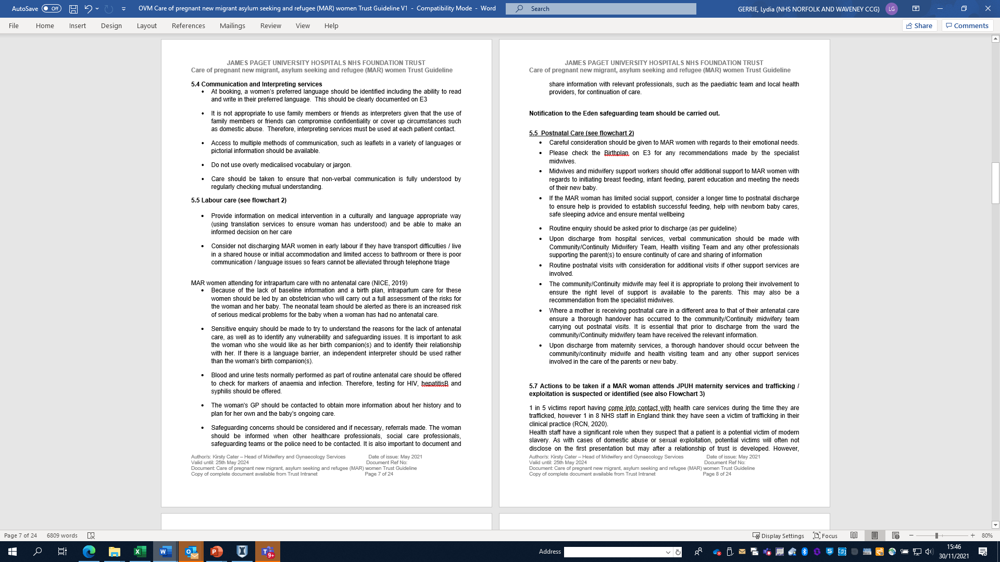 AutoSave Off
OVM Care of pregnant new migrant asylum seeking and refugee (MAR) women Trust Guideline V1 - Compatibility Mode - Word
Search
GERRIE, Lydia (NHS NORFOLK AND WAVENEY CCG) LG
File Home Insert Design Layout References Mailings Review View Help
Share Comments
JAMES PAGET UNIVERSITY HOSPITALS NHS FOUNDATION TRUST
Care of pregnant new migrant, asylum seeking and refugee (MAR) women Trust Guideline
5.4 Communication and Interpreting services
• At booking, a women's preferred language should be identified including the ability to read
and write in their preferred language. This should be clearly documented on E3
• It is not appropriate to use family members or friends as interpreters given that the use of
family members or friends can compromise confidentiality or cover up circumstances such
as domestic abuse. Therefore, interpreting services must be used at each patient contact.
• Access to multiple methods of communication, such as leaflets in a variety of languages or
pictorial information should be available.
• Do not use overly medicalised vocabulary or jargon.
• Care should be taken to ensure that non-verbal communication is fully understood by
regularly checking mutual understanding.
5.5 Labour care (see flowchart 2)
• Provide information on medical intervention in a culturally and language appropriate way
(using translation services to ensure woman has understood) and be able to make an
informed decision on her care
• Consider not discharging MAR women in early labour if they have transport difficulties / live
in a shared house or initial accommodation and limited access to bathroom or there is poor
communication / language issues so fears cannot be alleviated through telephone triage
MAR women attending for intrapartum care with no antenatal care (NICE, 2019)
• Because of the lack of baseline information and a birth plan, intrapartum care for these
women should be led by an obstetrician who will carry out a full assessment of the risks for
the woman and her baby. The neonatal team should be alerted as there is an increased risk
of serious medical problems for the baby when a woman has had no antenatal care.
• Sensitive enquiry should be made to try to understand the reasons for the lack of antenatal
care, as well as to identify any vulnerability and safeguarding issues. It is important to ask
the woman who she would like as her birth companion(s) and to identify their relationship
with her. If there is a language barrier, an independent interpreter should be used rather
than the woman's birth companion(s).
• Blood and urine tests normally performed as part of routine antenatal care should be offered
to check for markers of anaemia and infection. Therefore, testing for HIV, hepatitisB and
syphilis should be offered.
• The woman's GP should be contacted to obtain more information about her history and to
plan for her own and the baby's ongoing care.
• Safeguarding concerns should be considered and if necessary, referrals made. The woman
should be informed when other healthcare professionals, social care professionals,
safeguarding teams or the police need to be contacted. It is also important to document and
Author/s: Kirsty Cater – Head of Midwifery and Gynaecology Services Date of issue: May 2021
Valid until: 25th May 2024 Document Ref No:
Document: Care of pregnant new migrant, asylum seeking and refugee (MAR) women Trust Guideline
Copy of complete document available from Trust Intranet Page 7 of 24
JAMES PAGET UNIVERSITY HOSPITALS NHS FOUNDATION TRUST
Care of pregnant new migrant, asylum seeking and refugee (MAR) women Trust Guideline
share information with relevant professionals, such as the paediatric team and local health
providers, for continuation of care.
Notification to the Eden safeguarding team should be carried out.
5.5 Postnatal Care (see flowchart 2)
• Careful consideration should be given to MAR women with regards to their emotional needs.
• Please check the Birthplan on E3 for any recommendations made by the specialist
midwives.
• Midwives and midwifery support workers should offer additional support to MAR women with
regards to initiating breast feeding, infant feeding, parent education and meeting the needs
of their new baby.
• If the MAR woman has limited social support, consider a longer time to postnatal discharge
to ensure help is provided to establish successful feeding, help with newborn baby cares,
safe sleeping advice and ensure mental wellbeing
• Routine enquiry should be asked prior to discharge (as per guideline)
• Upon discharge from hospital services, verbal communication should be made with
Community/Continuity Midwifery Team, Health visiting Team and any other professionals
supporting the parent(s) to ensure continuity of care and sharing of information
• Routine postnatal visits with consideration for additional visits if other support services are
involved.
• The community/Continuity midwife may feel it is appropriate to prolong their involvement to
ensure the right level of support is available to the parents. This may also be a
recommendation from the specialist midwives.
• Where a mother is receiving postnatal care in a different area to that of their antenatal care
ensure a thorough handover has occurred to the community/Continuity midwifery team
carrying out postnatal visits. It is essential that prior to discharge from the ward the
community/Continuity midwifery team have received the relevant information.
• Upon discharge from maternity services, a thorough handover should occur between the
community/continuity midwife and health visiting team and any other support services
involved in the care of the parents or new baby.
5.7 Actions to be taken if a MAR woman attends JPUH maternity services and trafficking /
exploitation is suspected or identified (see also Flowchart 3)
1 in 5 victims report having come into contact with health care services during the time they are
trafficked, however 1 in 8 NHS staff in England think they have seen a victim of trafficking in their
clinical practice (RCN, 2020).
Health staff have a significant role when they suspect that a patient is a potential victim of modern
slavery. As with cases of domestic abuse or sexual exploitation, potential victims will often not
disclose on the first presentation but may after a relationship of trust is developed. However,
Author/s: Kirsty Cater – Head of Midwifery and Gynaecology Services Date of issue: May 2021
Valid until: 25th May 2024 Document Ref No:
Document: Care of pregnant new migrant, asylum seeking and refugee (MAR) women Trust Guideline
Copy of complete document available from Trust Intranet Page 8 of 24
Page 7 of 24 6809 words
Display Settings Focus 80%
Address
15:46
30/11/2021